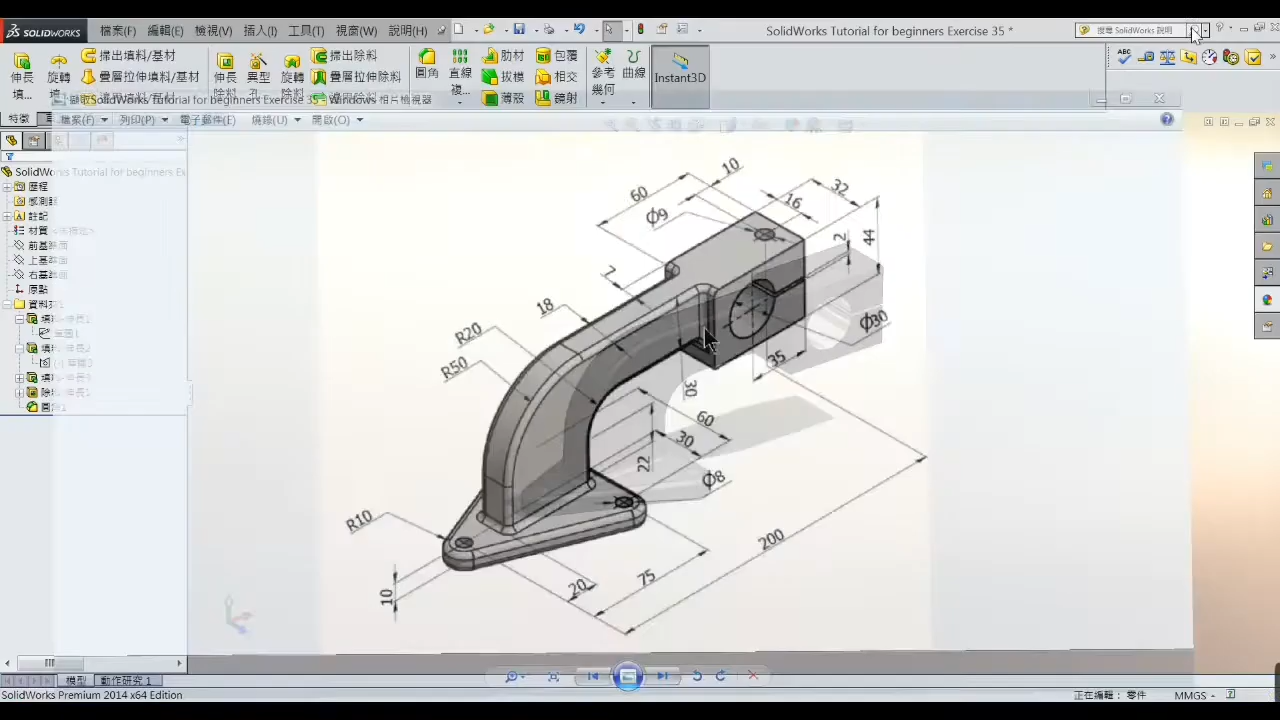 SOLIDWORKS 檔案(F) 編輯(E) 檢視(V) 插入(I) 工具(T) 視窗(W) 說明(H) SolidWorks Tutorial for beginners Exercise 35 * 搜尋 SolidWorks 說明
掃出填料/基材 掃出除料 肋材 包覆 ABC
伸長 旋轉 疊層拉伸填料/基材 伸長 異型 旋轉 疊層拉伸除料 圓角 直線 拔模 相交 參考 曲線 Instant3D
填... 除料 孔 除料 薄殼 鏡射 幾何
SolidWorks Tutorial for beginners Exercise 35 - Windows 相片檢視器
特徵 檔案(F) 列印(P) 電子郵件(E) 燒錄(U) 開啟(O)
SolidWorks Tutorial for beginners Ex
歷程
感測器
註記
材質
前基準面
上基準面
右基準面
原點
10
60
32
16
Ø9
44
2
7
18
R20
Ø30
R50
35
30
60
30
22
Ø8
R10
200
75
20
10
模型 動作研究 1
SolidWorks Premium 2014 x64 Edition 正在編輯: 零件 MMGS